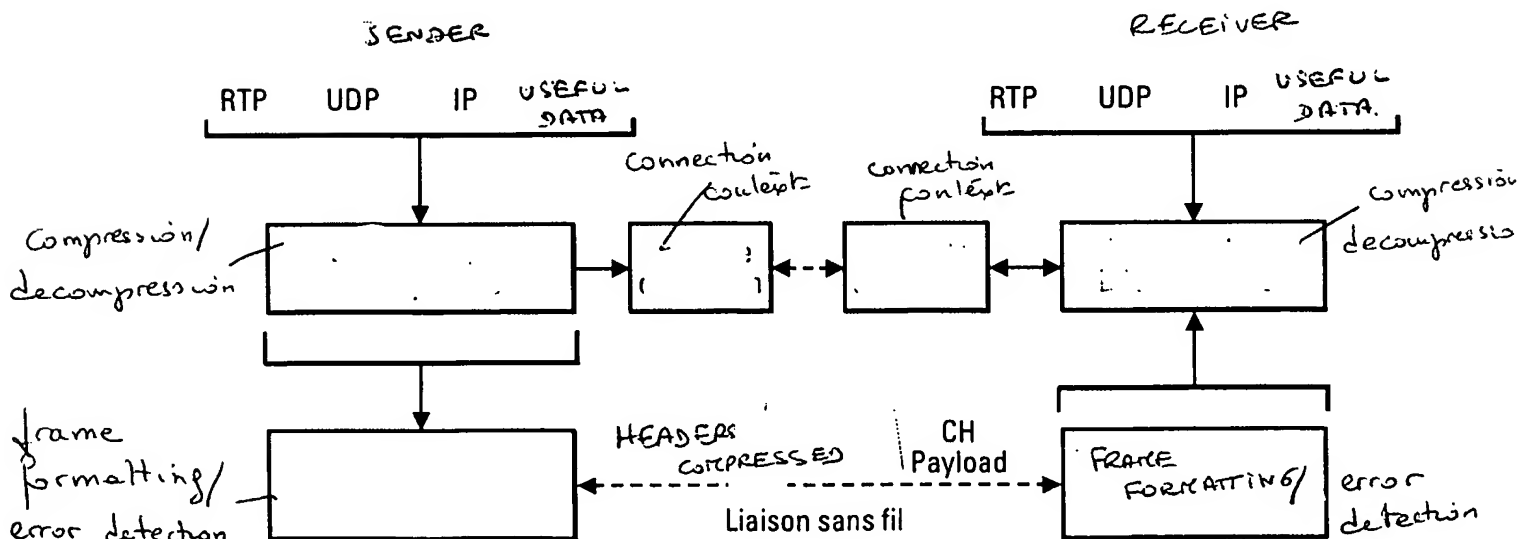 SENDER
RECEIVER
RTP UDP IP USEFUL
DATA
RTP UDP IP USEFUL
DATA.
connection
context
connection
context
compression
decompressio
Compression/
decompression
frame
formatting/
error detection
HEADERS
COMPRESSED
CH
Payload
Liaison sans fil
FRAME
FORMATTING/
error
detection